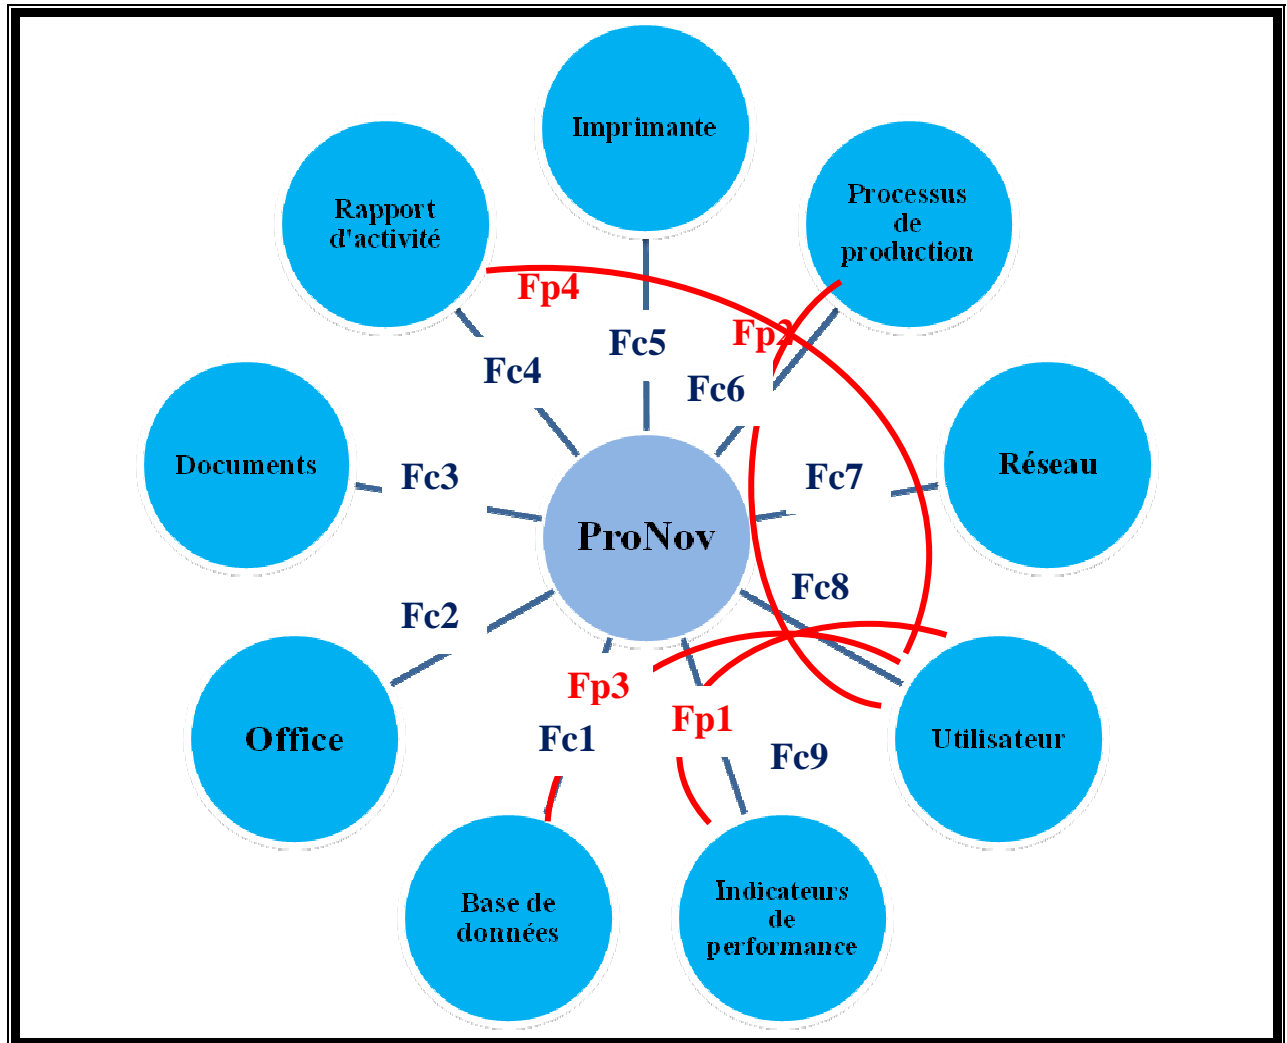 Imprimante
Rapport
d'activité
Processus
de
production
Fp4
Fp2
Fc5
Fc4
Fc6
Documents
Fc3
Fc7
Réseau
ProNov
Fc2
Fc8
Fp3
Fp1
Office
Fc1
Fc9
Utilisateur
Base de
données
Indicateurs
de
performance